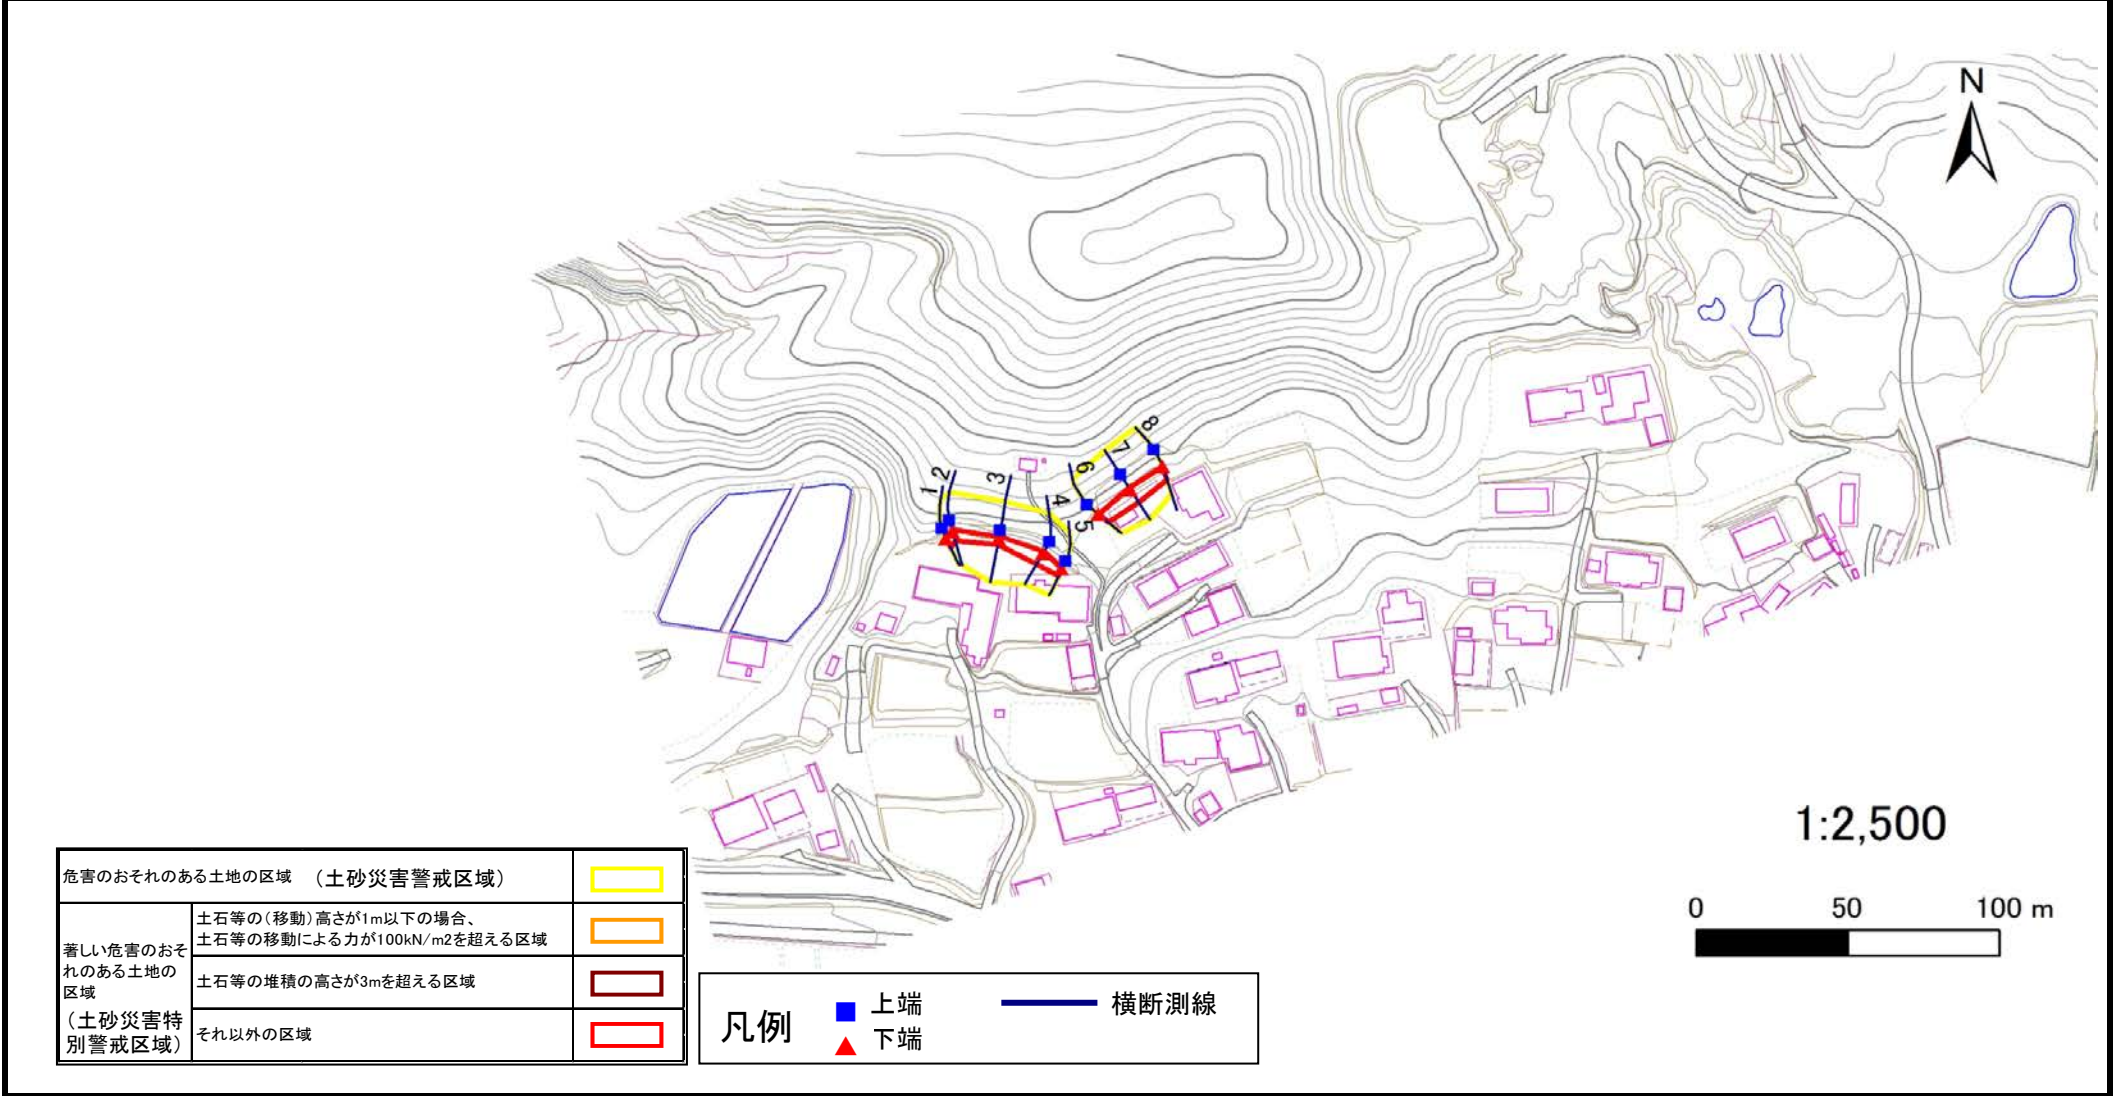 N
8
7
6
2
3
1
4
5
1:2,500
0 50 100 m
危害のおそれのある土地の区域 （土砂災害警戒区域）
著しい危害のおそ
れのある土地の
区域
（土砂災害特
別警戒区域）
土石等の（移動）高さが1m以下の場合、
土石等の移動による力が100kN/m2を超える区域
土石等の堆積の高さが3mを超える区域
それ以外の区域
凡例
上端
下端
横断測線